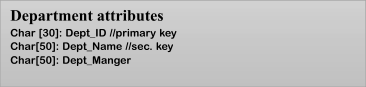 Department attributes
Char [30]: Dept_ID //primary key
Char[50]: Dept_Name //sec. key
Char[50]: Dept_Manger